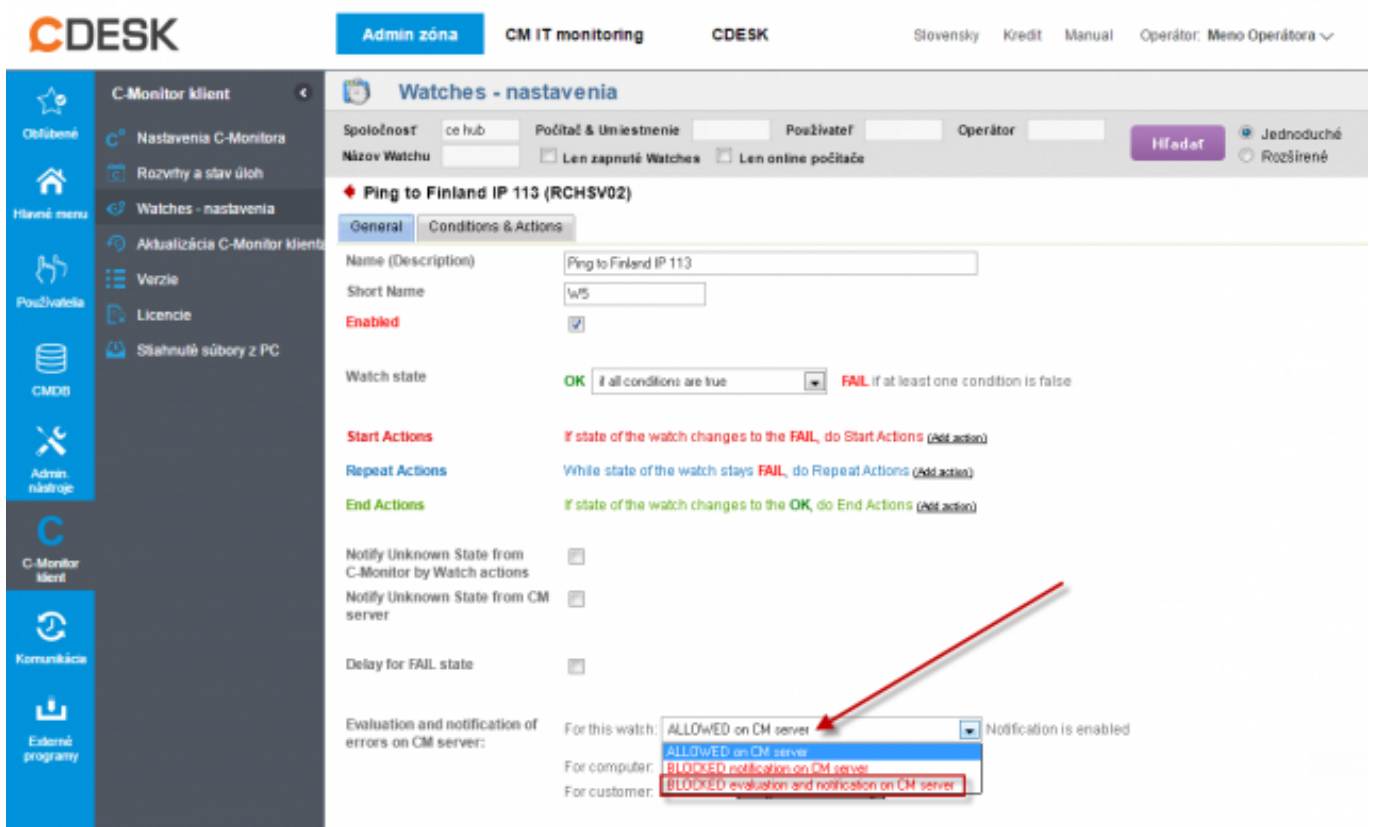 CDESK
Admin zóna CM IT monitoring CDESK Slovensky Kredit Manual Operátor: Meno Operátora
Obľúbené
Hlavné menu
Používatelia
CMDB
Admin. nástroje
C-Monitor klient
Komunikácia
Externé programy
C-Monitor klient
Nastavenia C-Monitora
Rozvrhy a stav úloh
Watches - nastavenia
Aktualizácia C-Monitor klienta
Verzie
Licencie
Stiahnuté súbory z PC
Watches - nastavenia
Spoločnosť ce hub Počítač & Umiestnenie Používateľ Operátor
Názov Watchu Len zapnuté Watches Len online počítače
Hľadať
Jednoduché
Rozšírené
Ping to Finland IP 113 (RCHSV02)
General Conditions & Actions
Name (Description) Ping to Finland IP 113
Short Name W5
Enabled
Watch state OK if all conditions are true FAIL if at least one condition is false
Start Actions If state of the watch changes to the FAIL, do Start Actions (Add action)
Repeat Actions While state of the watch stays FAIL, do Repeat Actions (Add action)
End Actions If state of the watch changes to the OK, do End Actions (Add action)
Notify Unknown State from
C-Monitor by Watch actions
Notify Unknown State from CM
server
Delay for FAIL state
Evaluation and notification of
errors on CM server:
For this watch: ALLOWED on CM server Notification is enabled
ALLOWED on CM server
For computer: BLOCKED notification on CM server
For customer: BLOCKED evaluation and notification on CM server